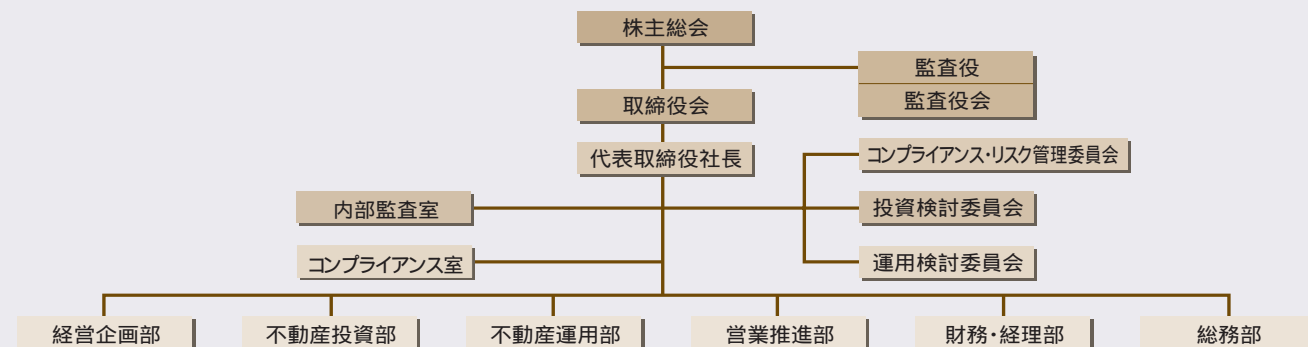 株主総会
監査役
監査役会
取締役会
代表取締役社長
コンプライアンス・リスク管理委員会
内部監査室
投資検討委員会
コンプライアンス室
運用検討委員会
経営企画部
不動産投資部
不動産運用部
営業推進部
財務・経理部
総務部